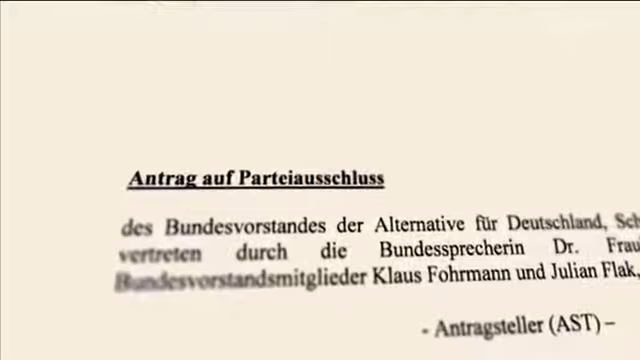 Antrag auf Parteiausschluss
des Bundesvorstandes der Alternative für Deutschland,
vertreten durch die Bundessprecherin Dr.
Bundesvorstandsmitglieder Klaus Fohrmann und Julian Flak,
- Antragsteller (AST) –